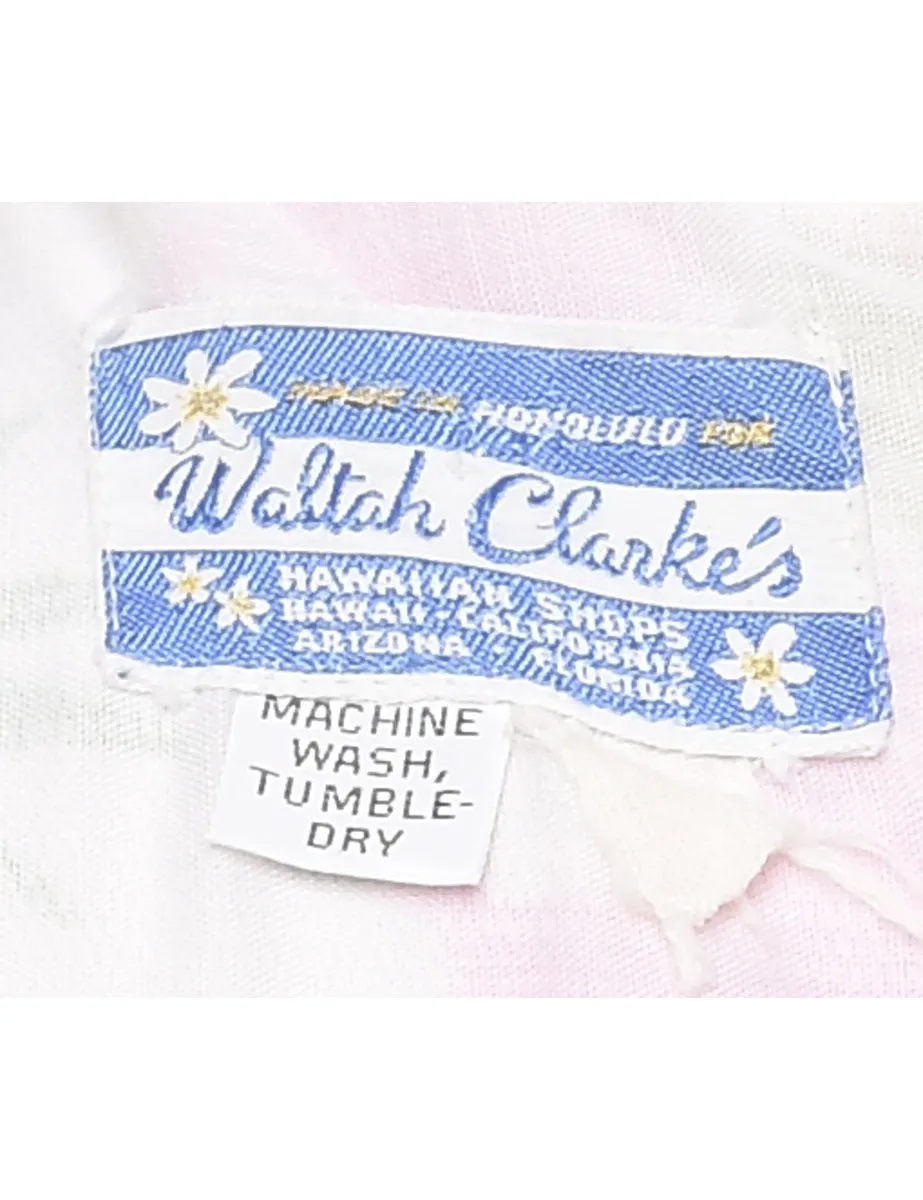 MADE IN HONOLULU FOR
Waltah Clarke's
HAWAIIAN SHOPS
HAWAII - CALIFORNIA
ARIZONA - FLORIDA
MACHINE
WASH,
TUMBLE-
DRY